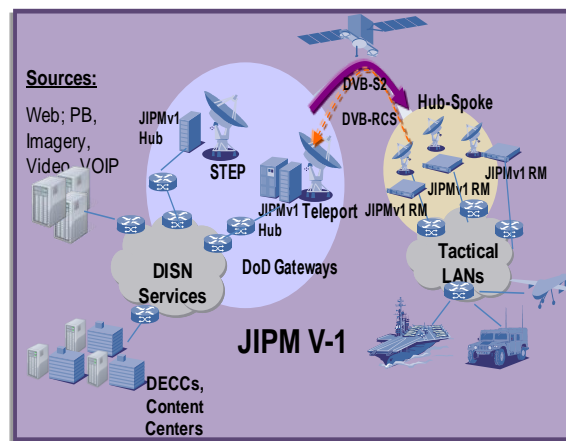 Sources:
Web; PB,
Imagery,
Video, VOIP
JIPMv1
Hub
STEP
DVB-S2
DVB-RCS
Hub-Spoke
JIPMv1 RM
JIPMv1 RM
JIPMv1 RM
JIPMv1
Hub
Teleport
DISN
Services
DoD Gateways
Tactical
LANs
JIPM V-1
DECCs,
Content
Centers